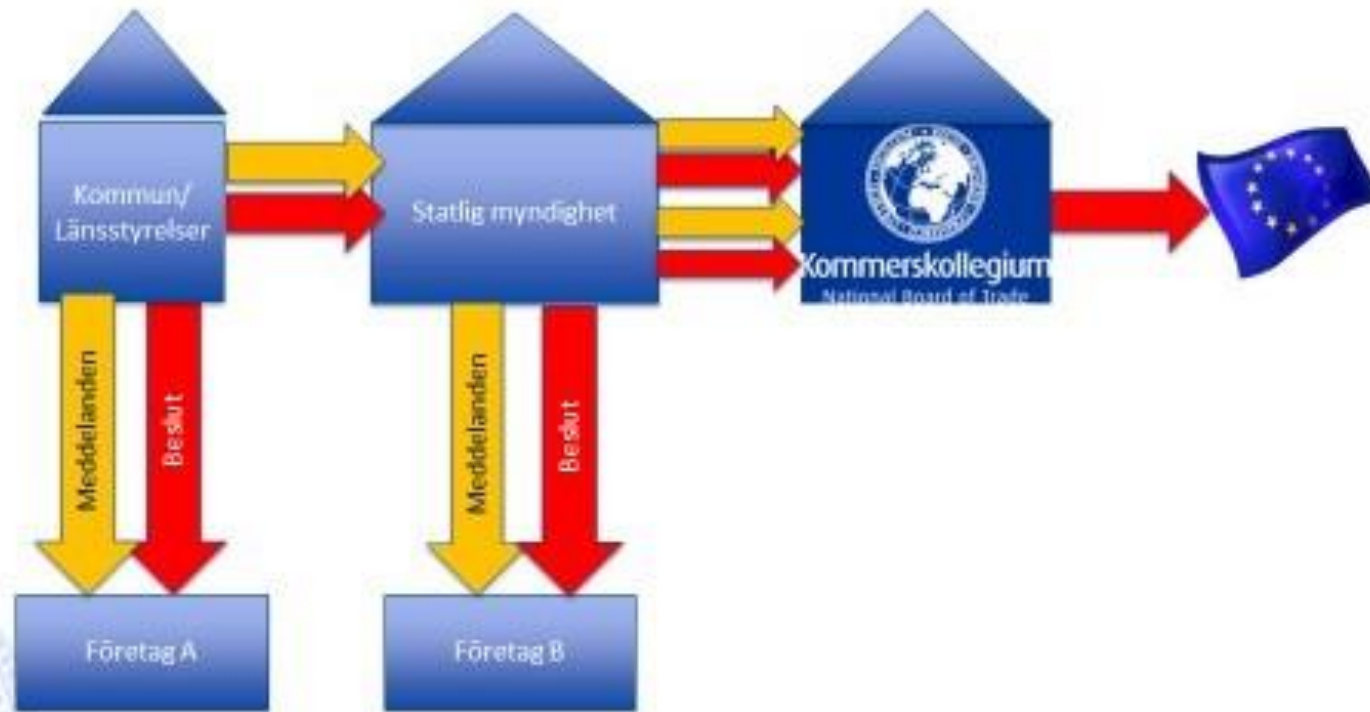 Kommun/
Länsstyrelser
Statlig myndighet
Kommerskollegium
National Board of Trade
Meddelanden
Beslut
Meddelanden
Beslut
Företag A
Företag B